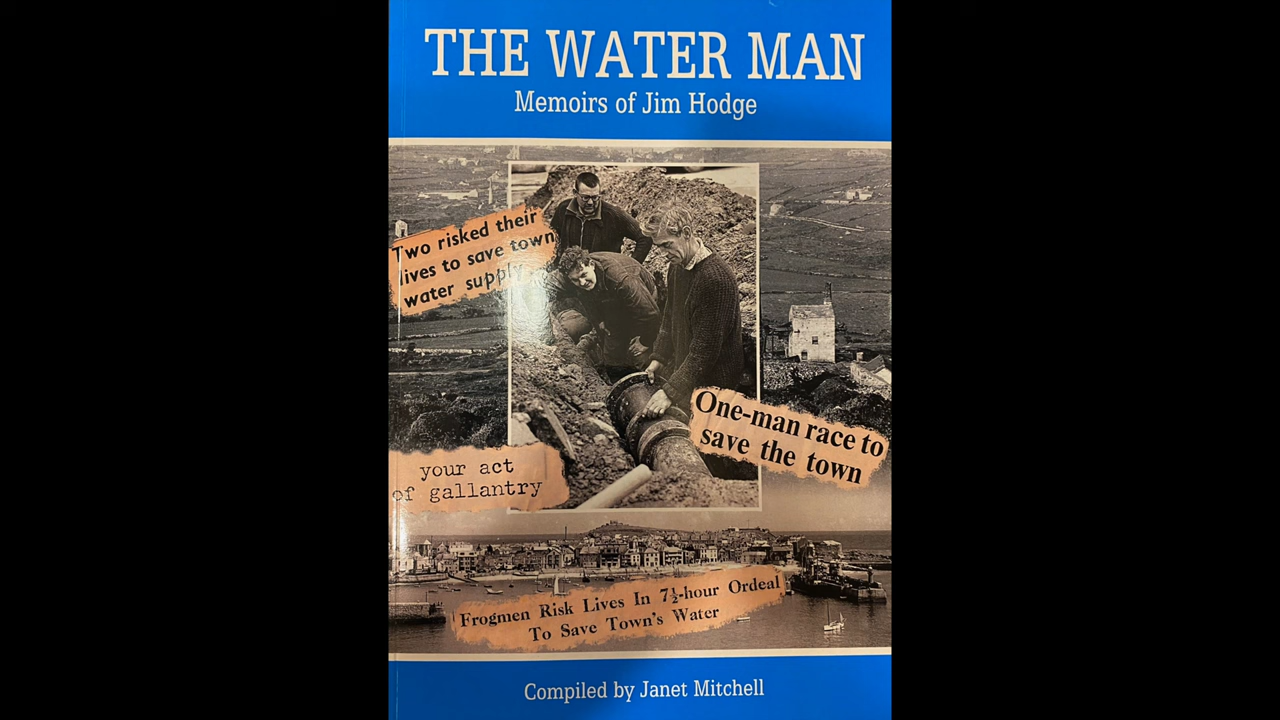 THE WATER MAN
Memoirs of Jim Hodge
Two risked their
lives to save town
water supply
One-man race to
save the town
your act
of gallantry
Frogmen Risk Lives In 7½-hour Ordeal
To Save Town's Water
Compiled by Janet Mitchell